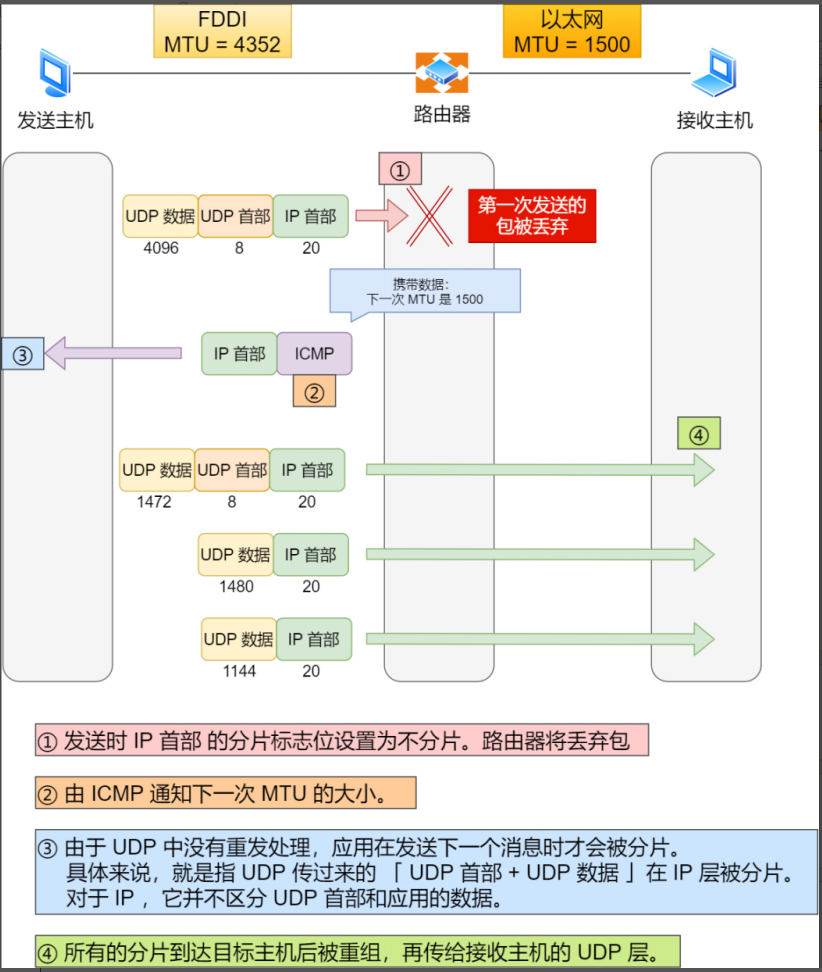 FDDI
MTU = 4352
以太网
MTU = 1500
发送主机
路由器
接收主机
①
UDP 数据 UDP 首部 IP 首部
4096 8 20
第一次发送的
包被丢弃
携带数据：
下一次 MTU 是 1500
③
IP 首部 ICMP
②
④
UDP 数据 UDP 首部 IP 首部
1472 8 20
UDP 数据 IP 首部
1480 20
UDP 数据 IP 首部
1144 20
① 发送时 IP 首部 的分片标志位设置为不分片。路由器将丢弃包
② 由 ICMP 通知下一次 MTU 的大小。
③ 由于 UDP 中没有重发处理，应用在发送下一个消息时才会被分片。
具体来说，就是指 UDP 传过来的 「 UDP 首部 + UDP 数据 」在 IP 层被分片。
对于 IP ，它并不区分 UDP 首部和应用的数据。
④ 所有的分片到达目标主机后被重组，再传给接收主机的 UDP 层。